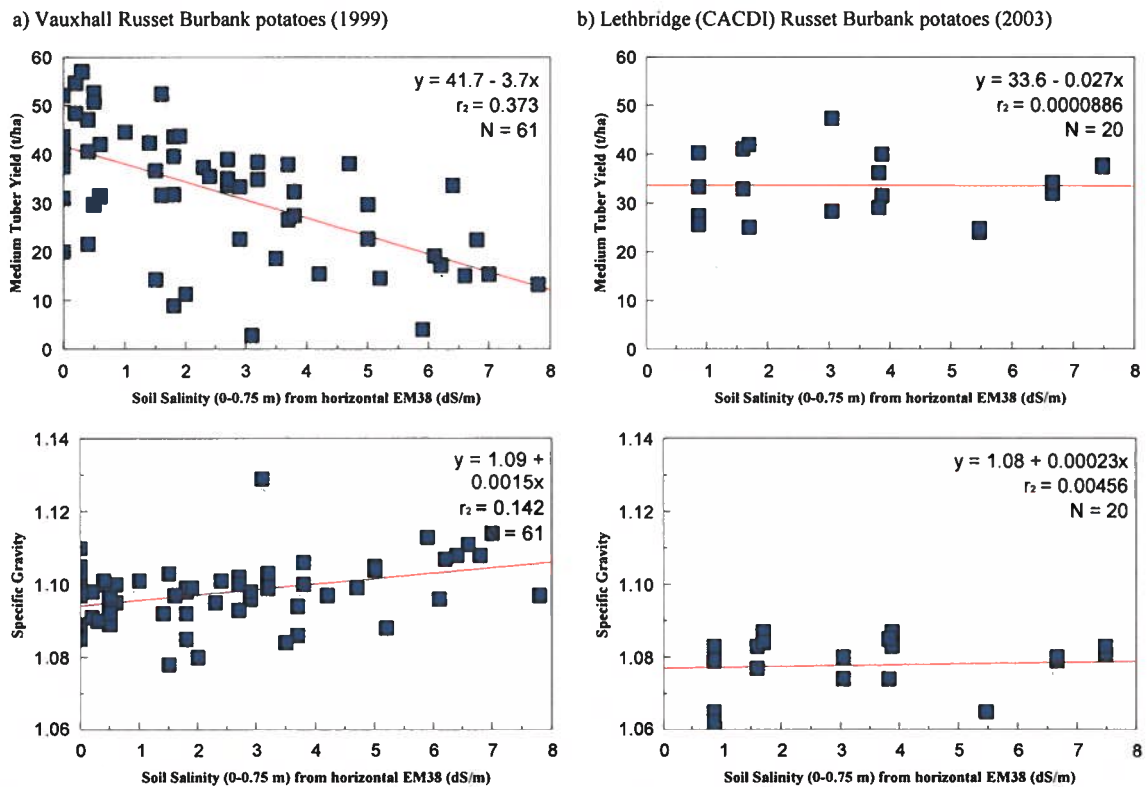 a) Vauxhall Russet Burbank potatoes (1999)
b) Lethbridge (CACDI) Russet Burbank potatoes (2003)
60
50
40
30
20
10
0
Medium Tuber Yield (t/ha)
y = 41.7 - 3.7x
r₂ = 0.373
N = 61
0 1 2 3 4 5 6 7 8
Soil Salinity (0-0.75 m) from horizontal EM38 (dS/m)
60
50
40
30
20
10
0
Medium Tuber Yield (t/ha)
y = 33.6 - 0.027x
r₂ = 0.0000886
N = 20
0 1 2 3 4 5 6 7 8
Soil Salinity (0-0.75 m) from horizontal EM38 (dS/m)
1.14
1.12
1.10
1.08
1.06
Specific Gravity
y = 1.09 +
0.0015x
r₂ = 0.142
= 61
0 1 2 3 4 5 6 7 8
Soil Salinity (0-0.75 m) from horizontal EM38 (dS/m)
1.14
1.12
1.10
1.08
1.06
Specific Gravity
y = 1.08 + 0.00023x
r₂ = 0.00456
N = 20
0 1 2 3 4 5 6 7 8
Soil Salinity (0-0.75 m) from horizontal EM38 (dS/m)